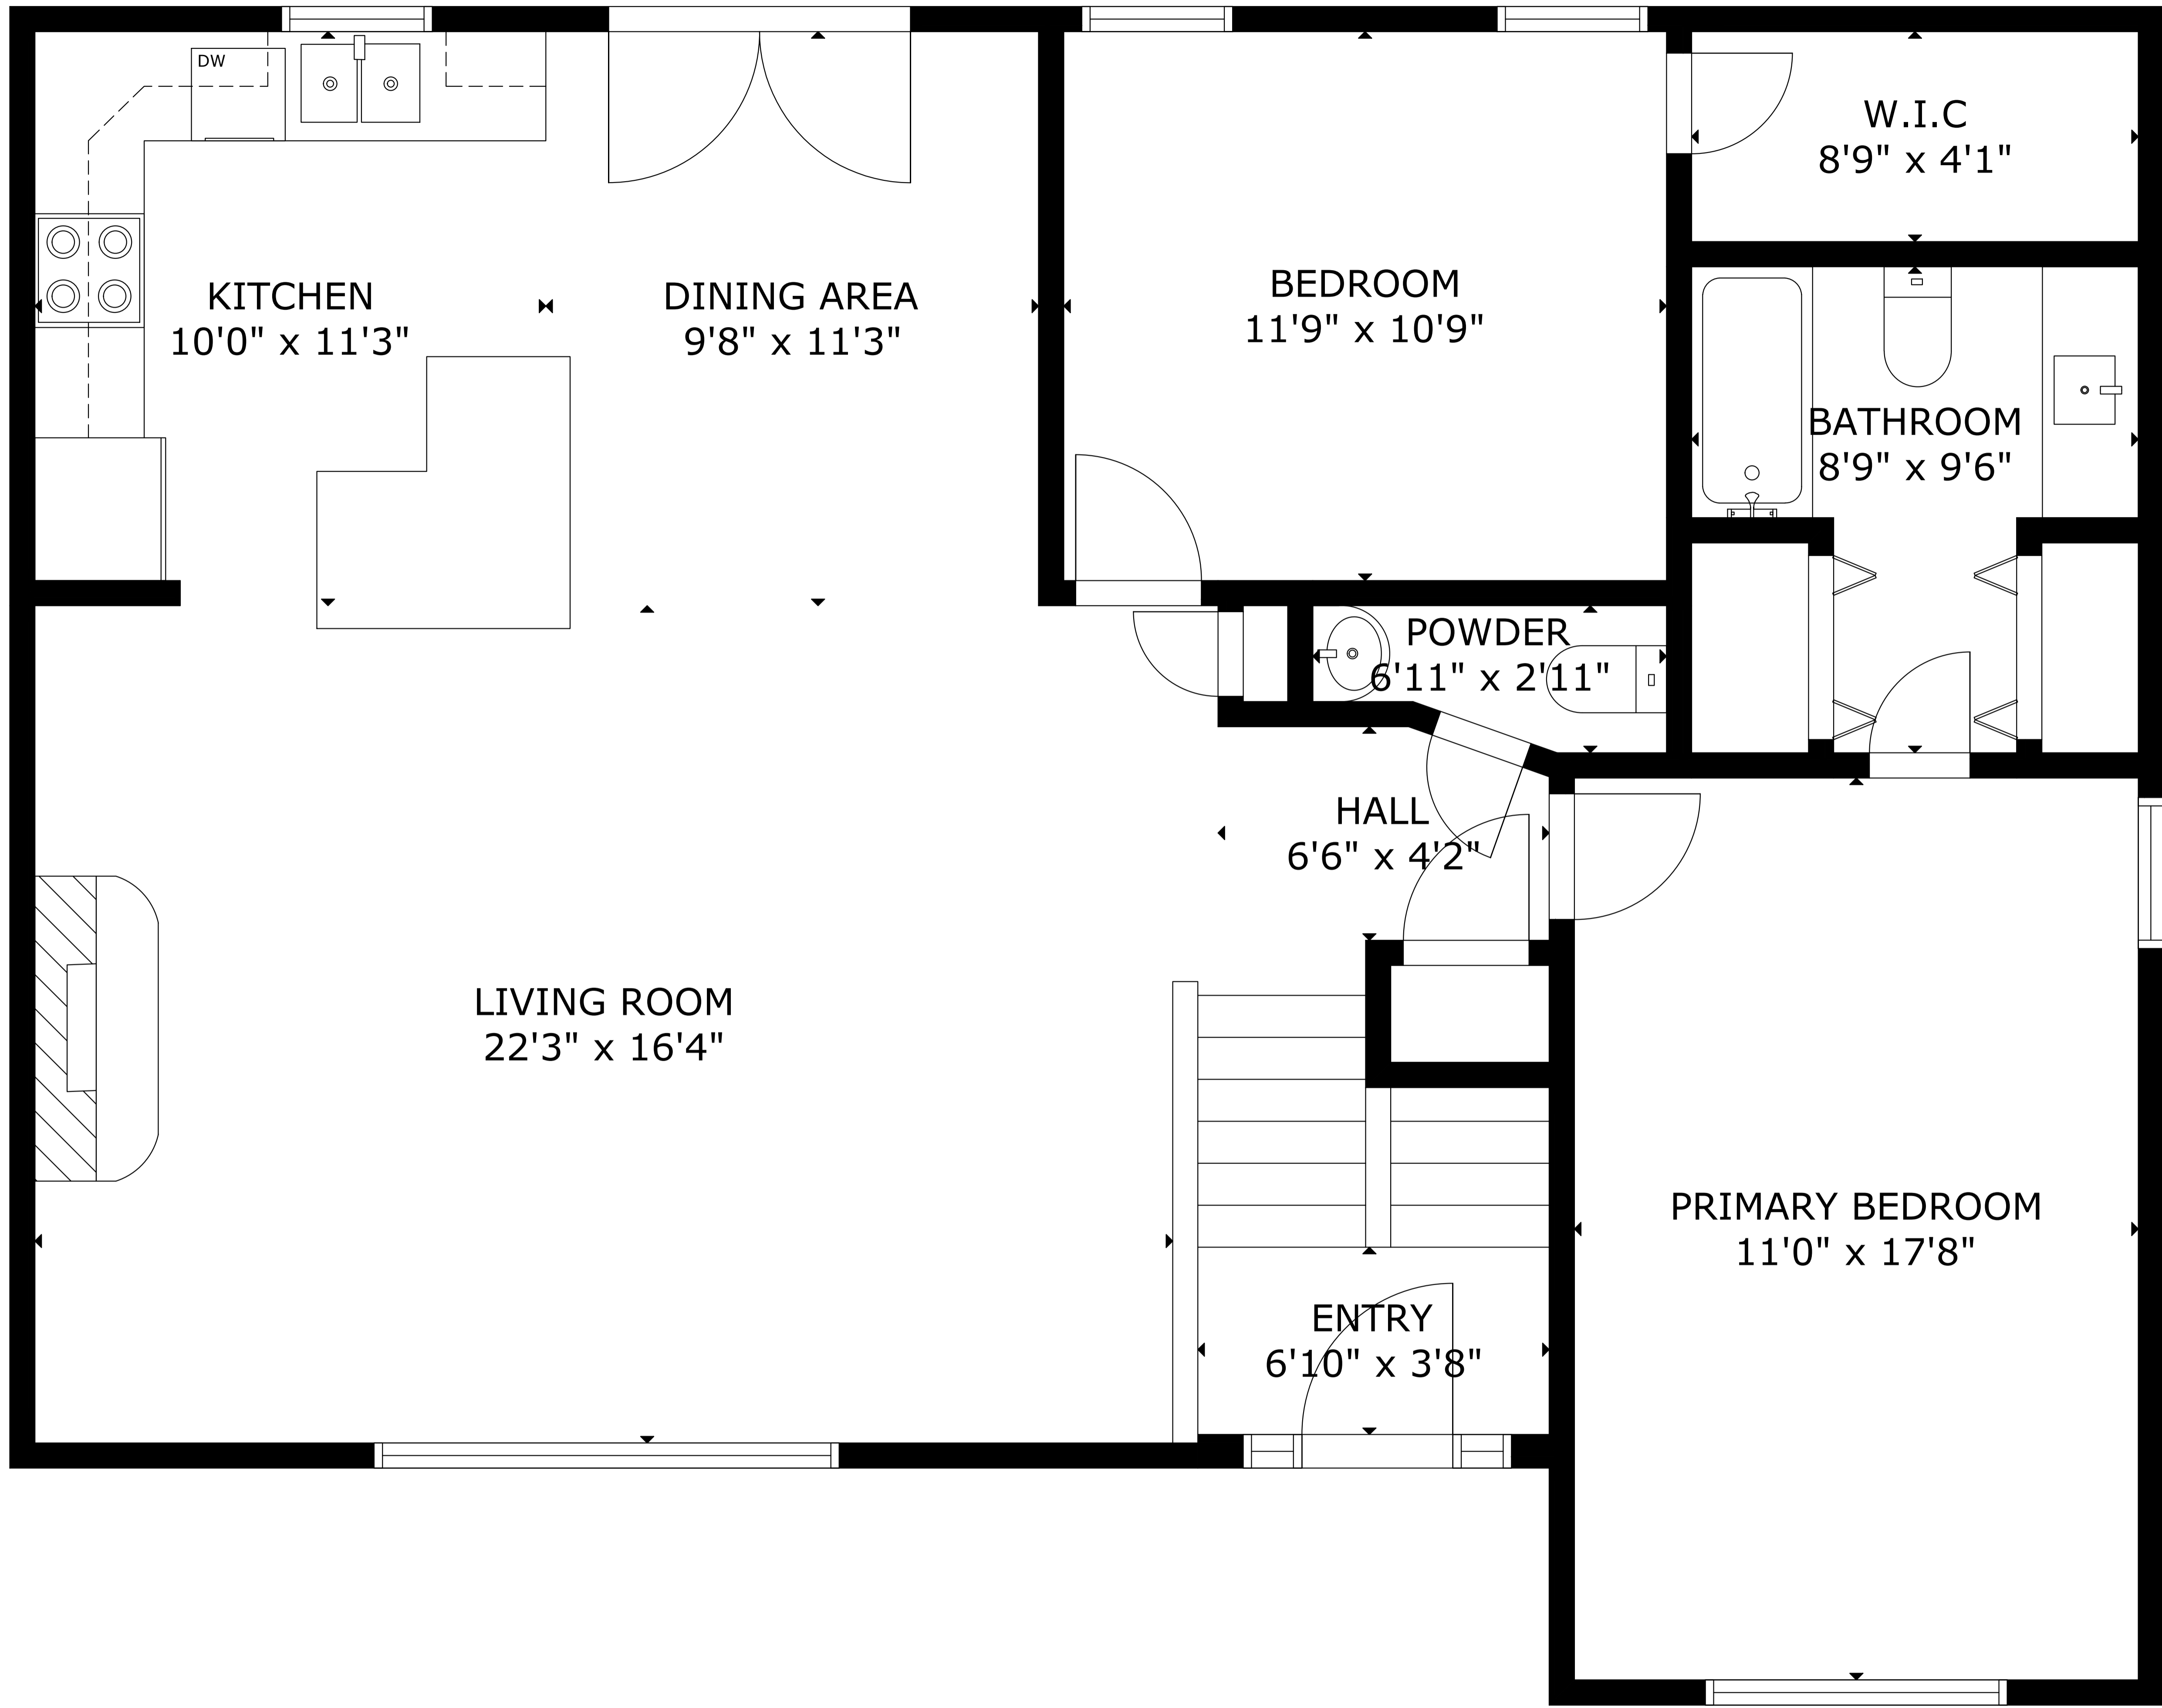 DW
W.I.C
8'9" x 4'1"
KITCHEN
10'0" x 11'3"
DINING AREA
9'8" x 11'3"
BEDROOM
11'9" x 10'9"
BATHROOM
8'9" x 9'6"
POWDER
6'11" x 2'11"
HALL
6'6" x 4'2"
LIVING ROOM
22'3" x 16'4"
PRIMARY BEDROOM
11'0" x 17'8"
ENTRY
6'10" x 3'8"